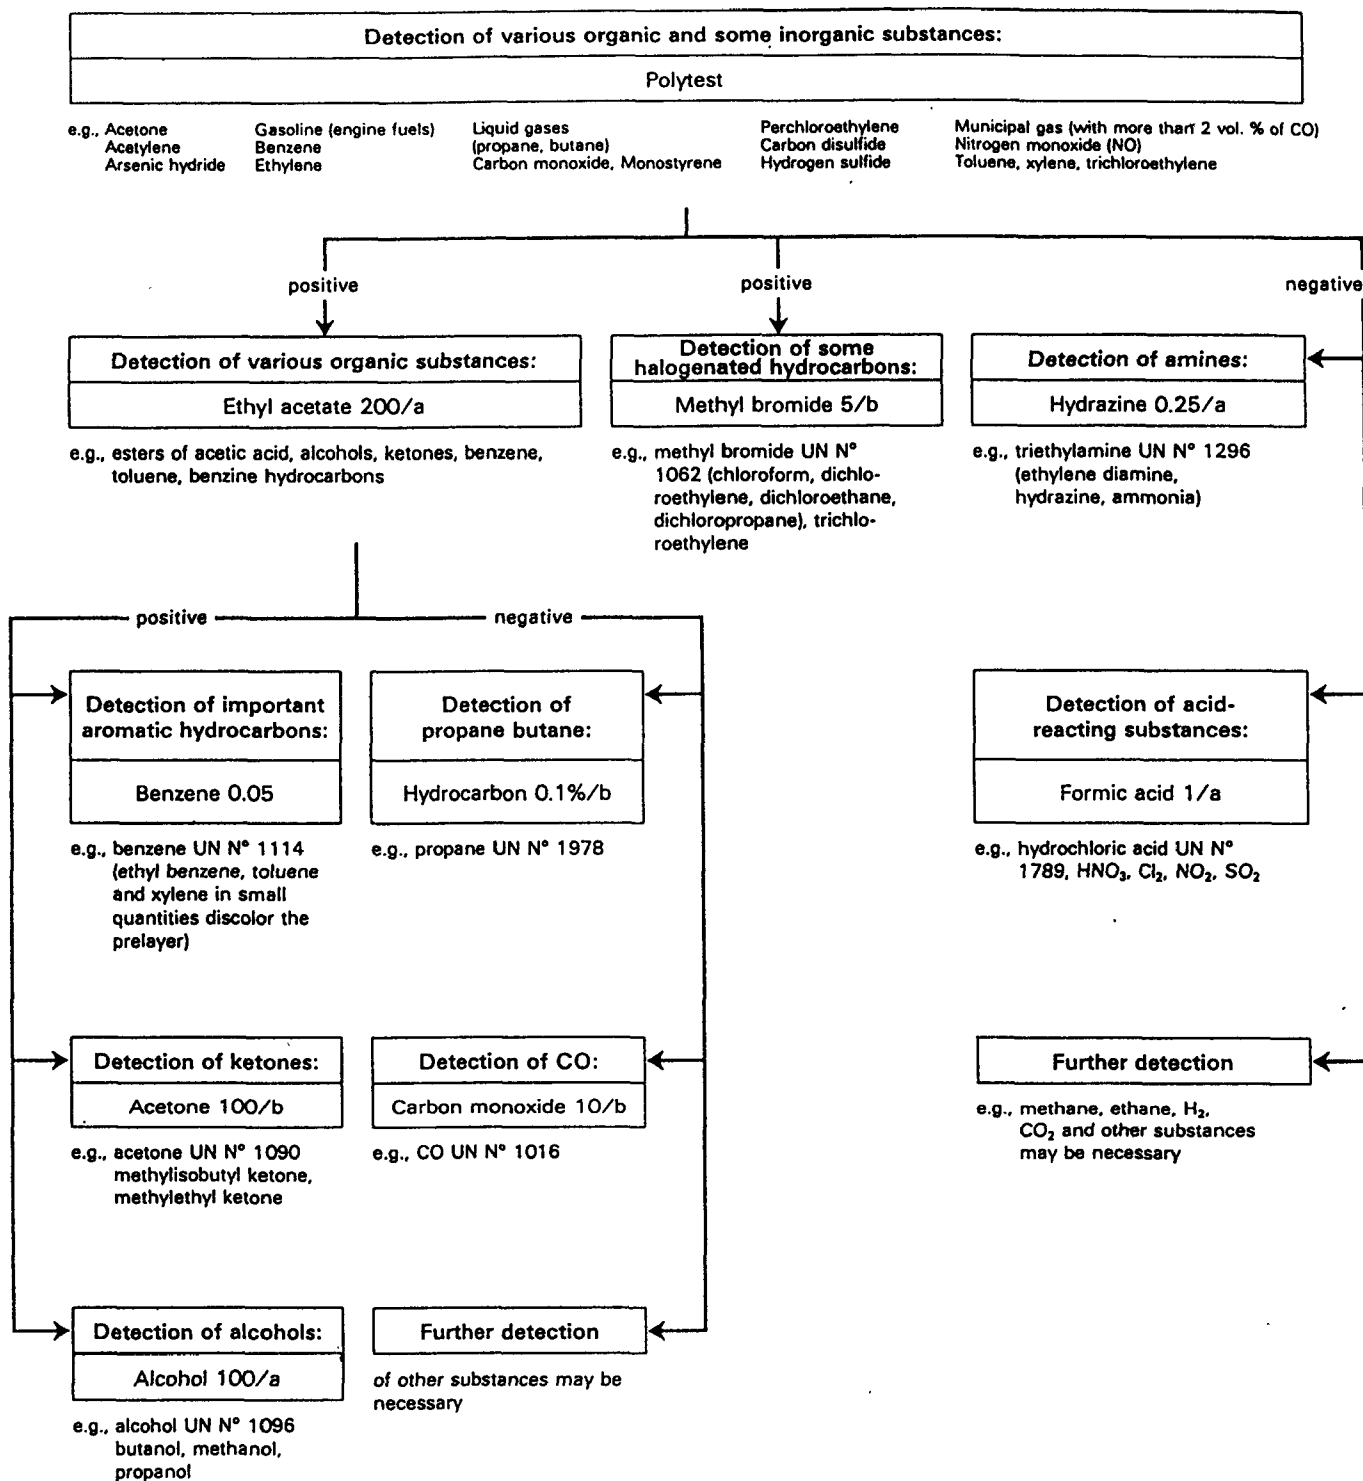 Detection of various organic and some inorganic substances:
Polytest
e.g., Acetone
Acetylene
Arsenic hydride
Gasoline (engine fuels)
Benzene
Ethylene
Liquid gases
(propane, butane)
Carbon monoxide, Monostyrene
Perchloroethylene
Carbon disulfide
Hydrogen sulfide
Municipal gas (with more than 2 vol. % of CO)
Nitrogen monoxide (NO)
Toluene, xylene, trichloroethylene
positive
positive
negative
Detection of various organic substances:
Ethyl acetate 200/a
e.g., esters of acetic acid, alcohols, ketones, benzene,
toluene, benzine hydrocarbons
Detection of some
halogenated hydrocarbons:
Methyl bromide 5/b
e.g., methyl bromide UN N°
1062 (chloroform, dichlo-
roethylene, dichloroethane,
dichloropropane), trichlo-
roethylene
Detection of amines:
Hydrazine 0.25/a
e.g., triethylamine UN N° 1296
(ethylene diamine,
hydrazine, ammonia)
positive
negative
Detection of important
aromatic hydrocarbons:
Benzene 0.05
e.g., benzene UN N° 1114
(ethyl benzene, toluene
and xylene in small
quantities discolor the
prelayer)
Detection of
propane butane:
Hydrocarbon 0.1%/b
e.g., propane UN N° 1978
Detection of acid-
reacting substances:
Formic acid 1/a
e.g., hydrochloric acid UN N°
1789, HNO₃, Cl₂, NO₂, SO₂
Detection of ketones:
Acetone 100/b
e.g., acetone UN N° 1090
methylisobutyl ketone,
methylethyl ketone
Detection of CO:
Carbon monoxide 10/b
e.g., CO UN N° 1016
Further detection
e.g., methane, ethane, H₂,
CO₂ and other substances
may be necessary
Detection of alcohols:
Alcohol 100/a
e.g., alcohol UN N° 1096
butanol, methanol,
propanol
Further detection
of other substances may be
necessary